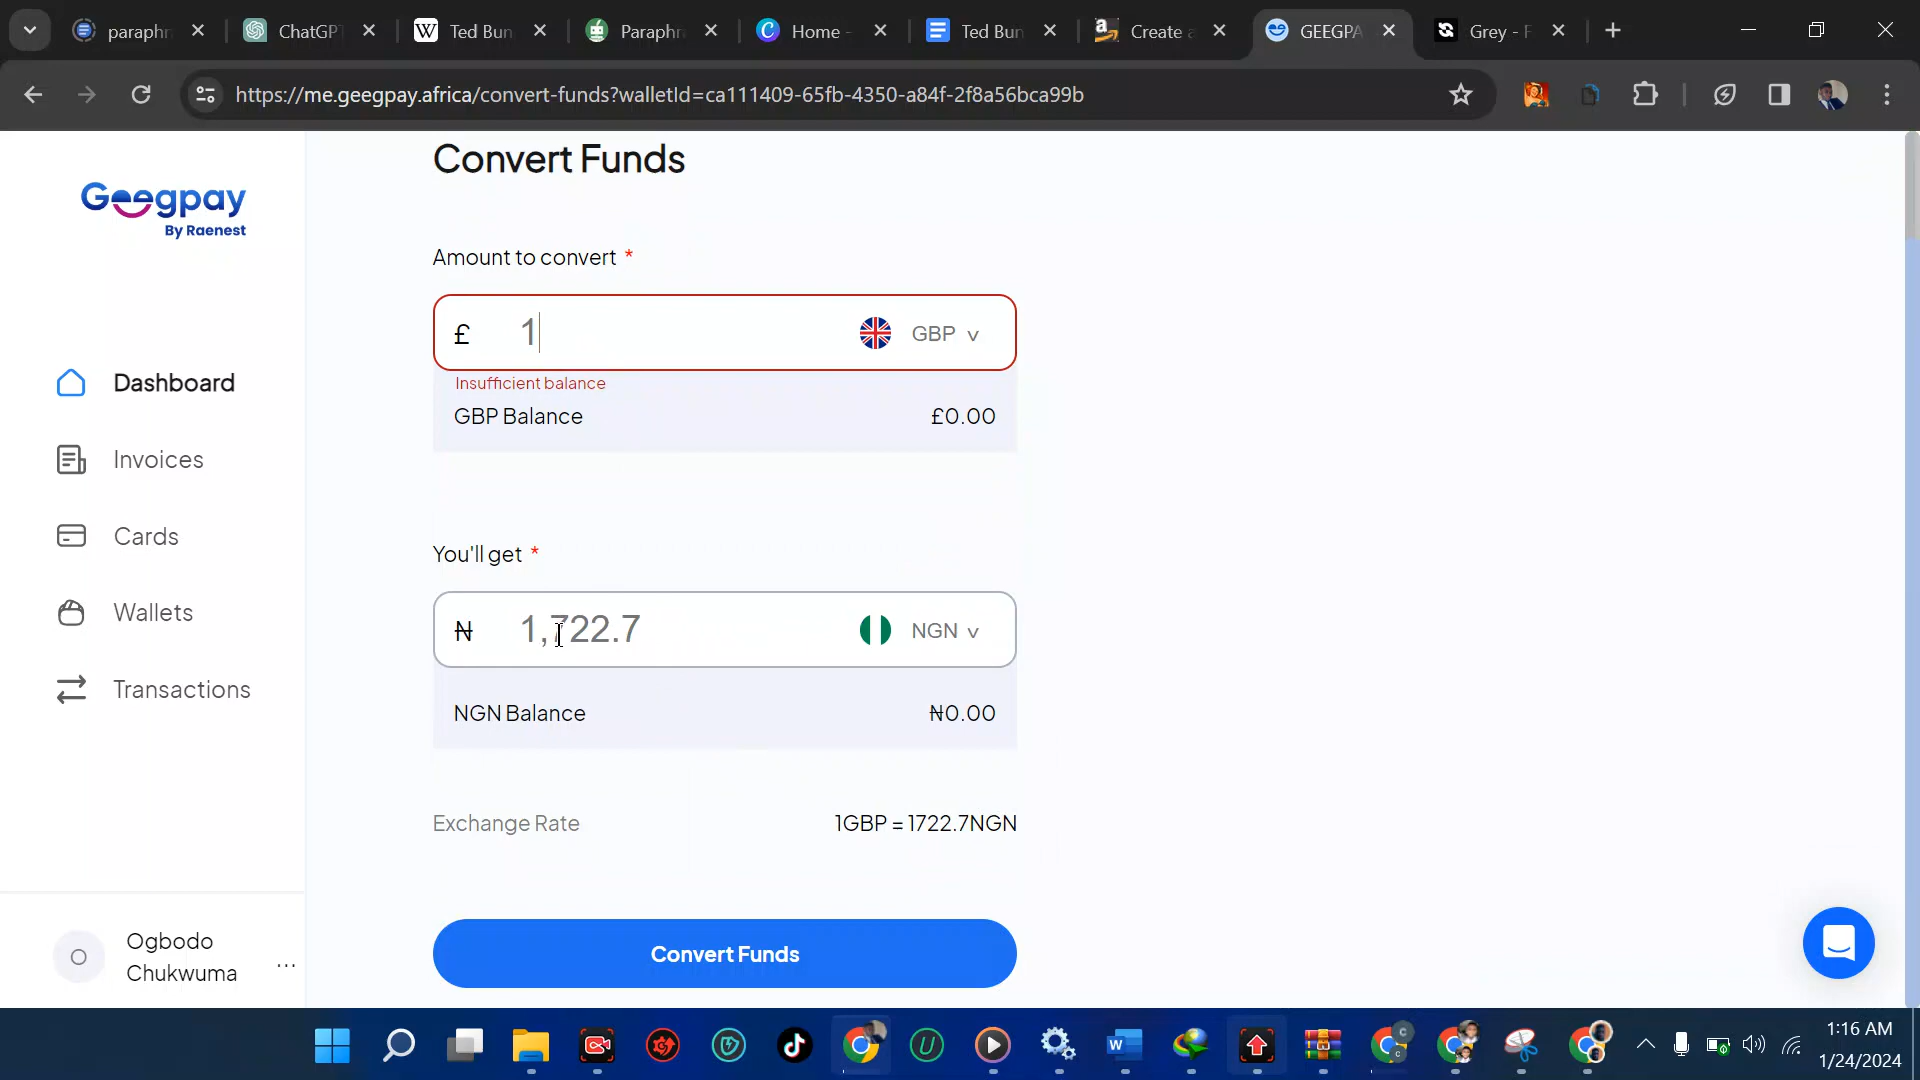 paraphr
ChatGPT
Ted Bun
Paraphr
Home -
Ted Bun
Create a
GEEGPA
Grey - F
https://me.geegpay.africa/convert-funds?walletId=ca111409-65fb-4350-a84f-2f8a56bca99b
Geegpay
By Raenest
Dashboard
Invoices
Cards
Wallets
Transactions
Ogbodo
Chukwuma
...
Convert Funds
Amount to convert *
£ 1 GBP
Insufficient balance
GBP Balance £0.00
You'll get *
₦ 1,722.7 NGN
NGN Balance ₦0.00
Exchange Rate 1GBP = 1722.7NGN
Convert Funds
1:16 AM
1/24/2024